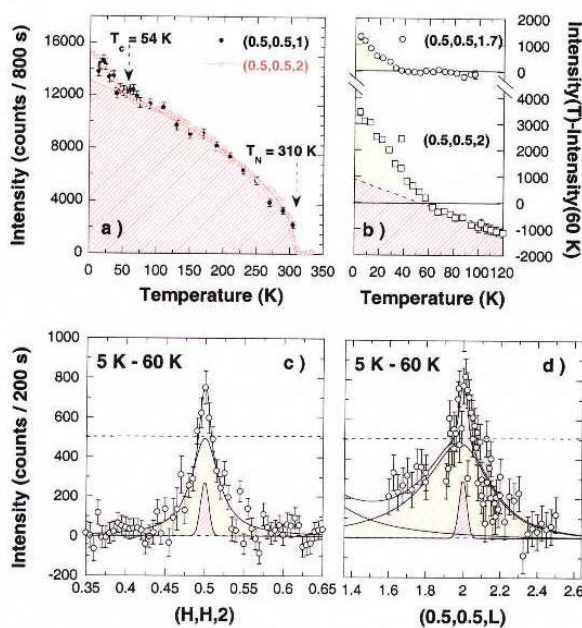 16000
12000
8000
4000
0
Intensity (counts / 800 s)
T_c = 54 K
(0.5,0.5,1)
(0.5,0.5,2)
T_N = 310 K
a )
0 50 100 150 200 250 300 350
Temperature (K)
(0.5,0.5,1.7)
(0.5,0.5,2)
b )
0 20 40 60 80 100 120
Temperature (K)
2000
1000
0
4000
3000
2000
1000
0
-1000
-2000
Intensity(T)-Intensity(60 K)
1000
800
600
400
200
0
-200
Intensity (counts / 200 s)
5 K - 60 K
c )
0.35 0.4 0.45 0.5 0.55 0.6 0.65
(H,H,2)
5 K - 60 K
d )
1.4 1.6 1.8 2 2.2 2.4 2.6
(0.5,0.5,L)